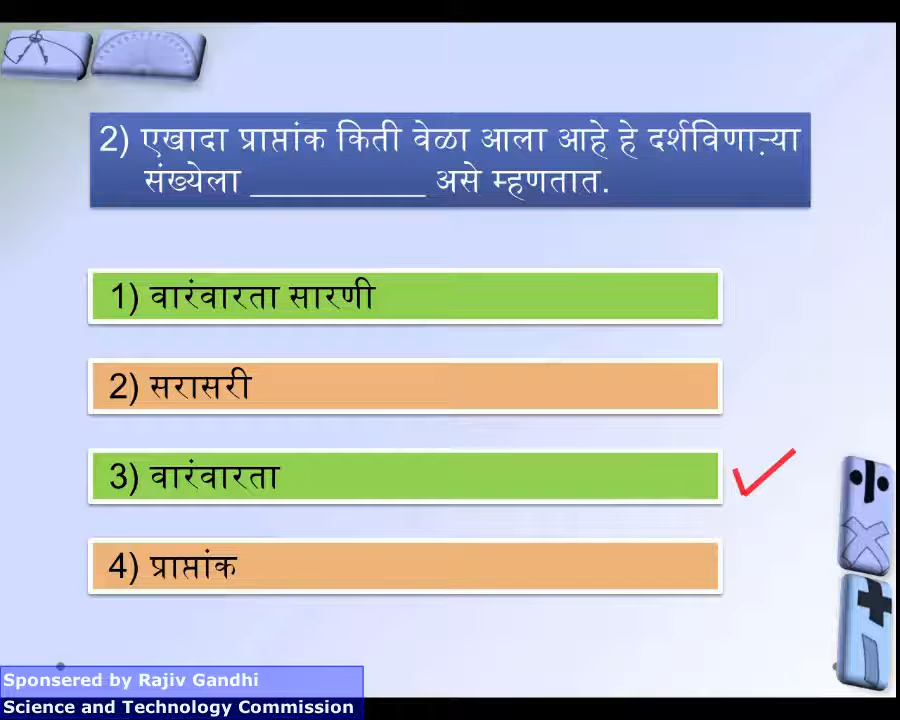 2) एखादा प्राप्तांक किती वेळा आला आहे हे दर्शविणाऱ्या
संख्येला __________ असे म्हणतात.
1) वारंवारता सारणी
2) सरासरी
3) वारंवारता
4) प्राप्तांक
Sponsered by Rajiv Gandhi
Science and Technology Commission